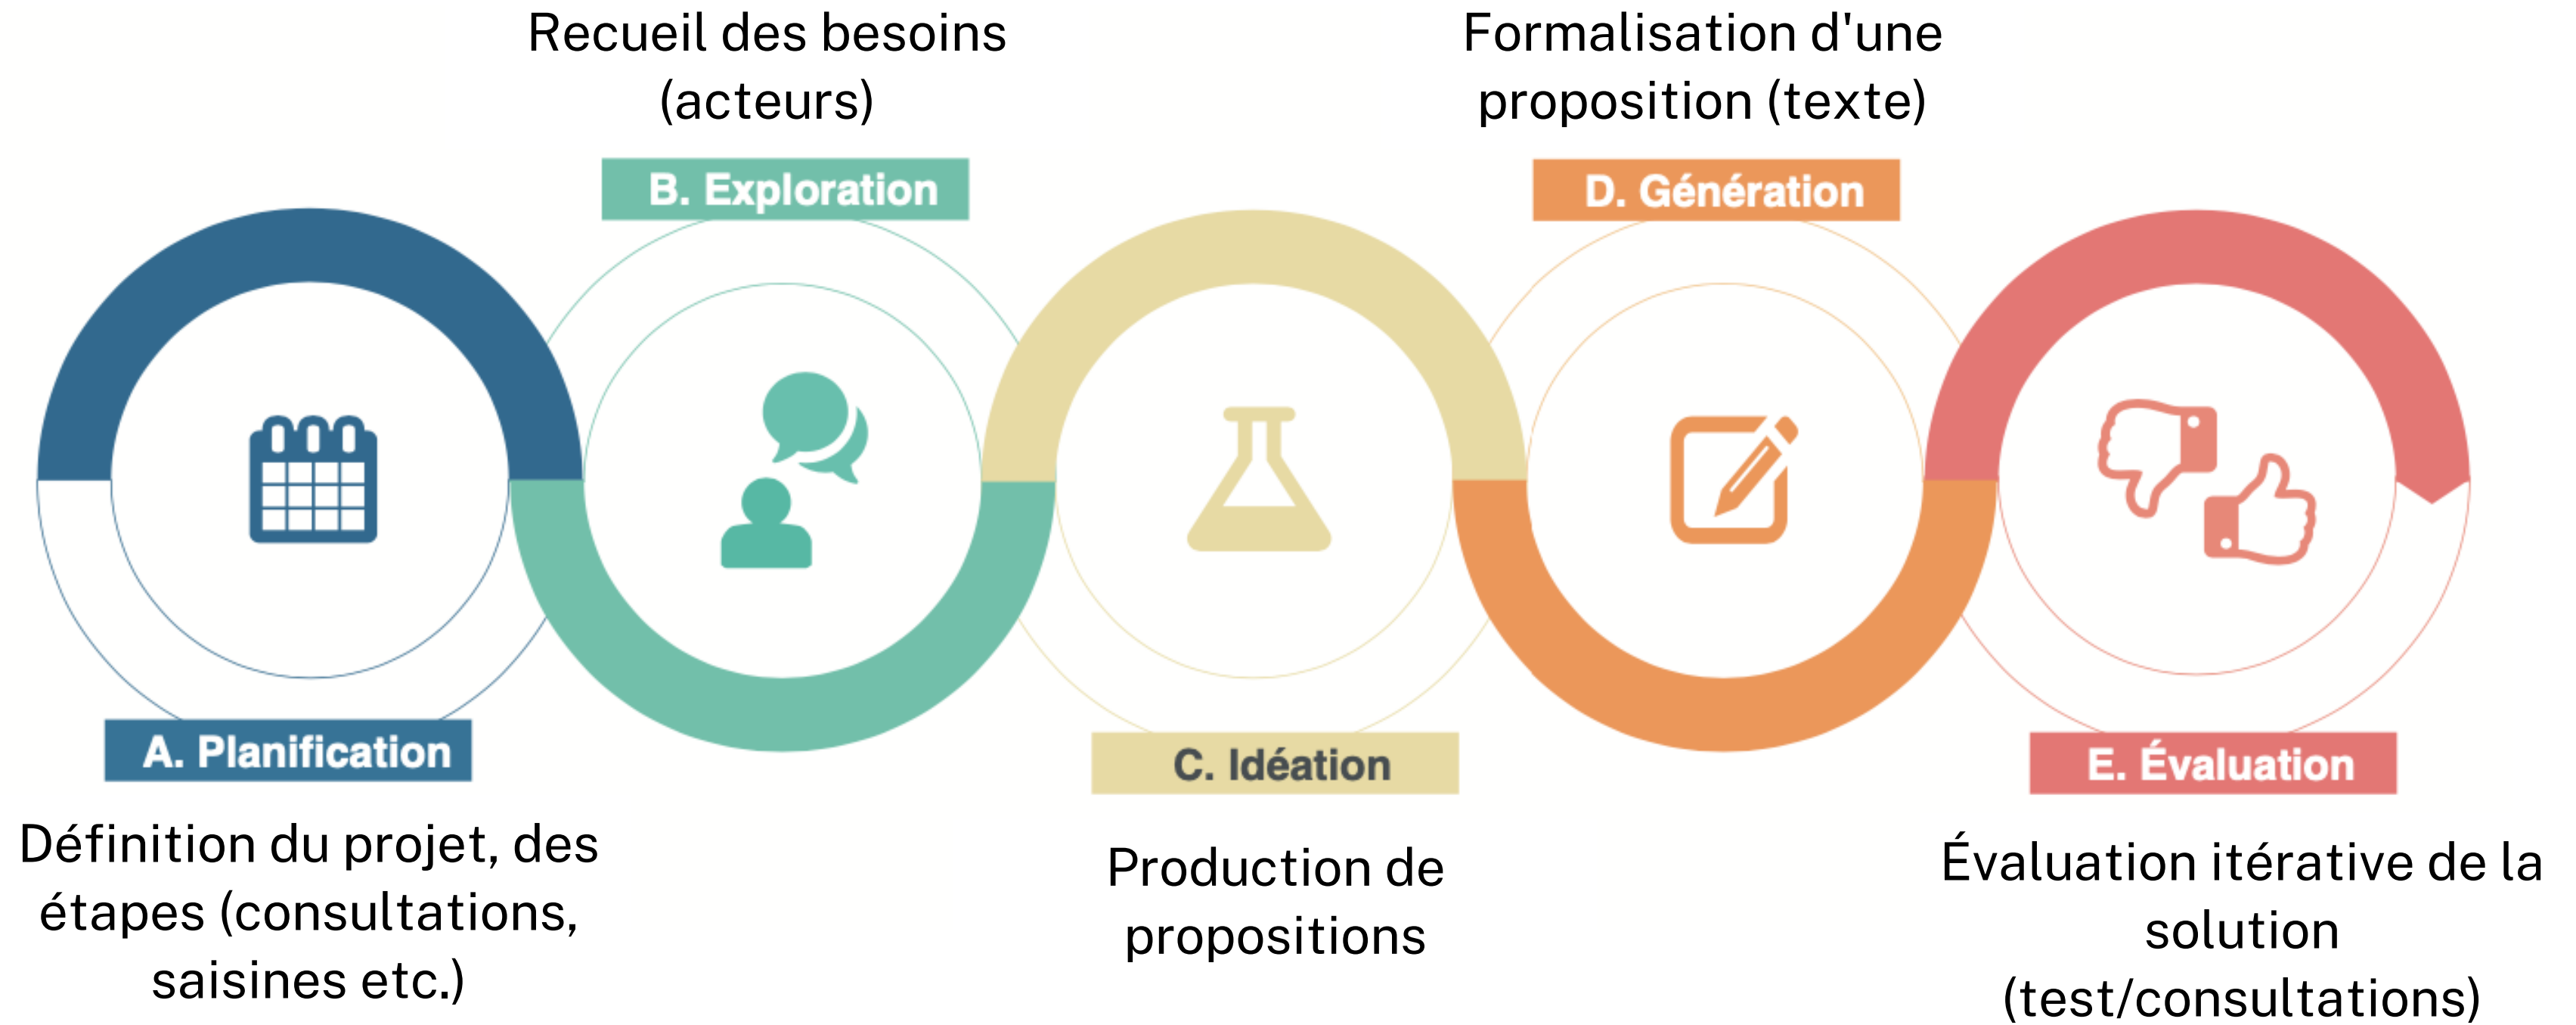 Recueil des besoins
(acteurs)
Formalisation d'une
proposition (texte)
B. Exploration
D. Génération
A. Planification
C. Idéation
E. Évaluation
Définition du projet, des
étapes (consultations,
saisines etc.)
Production de
propositions
Évaluation itérative de la
solution
(test/consultations)